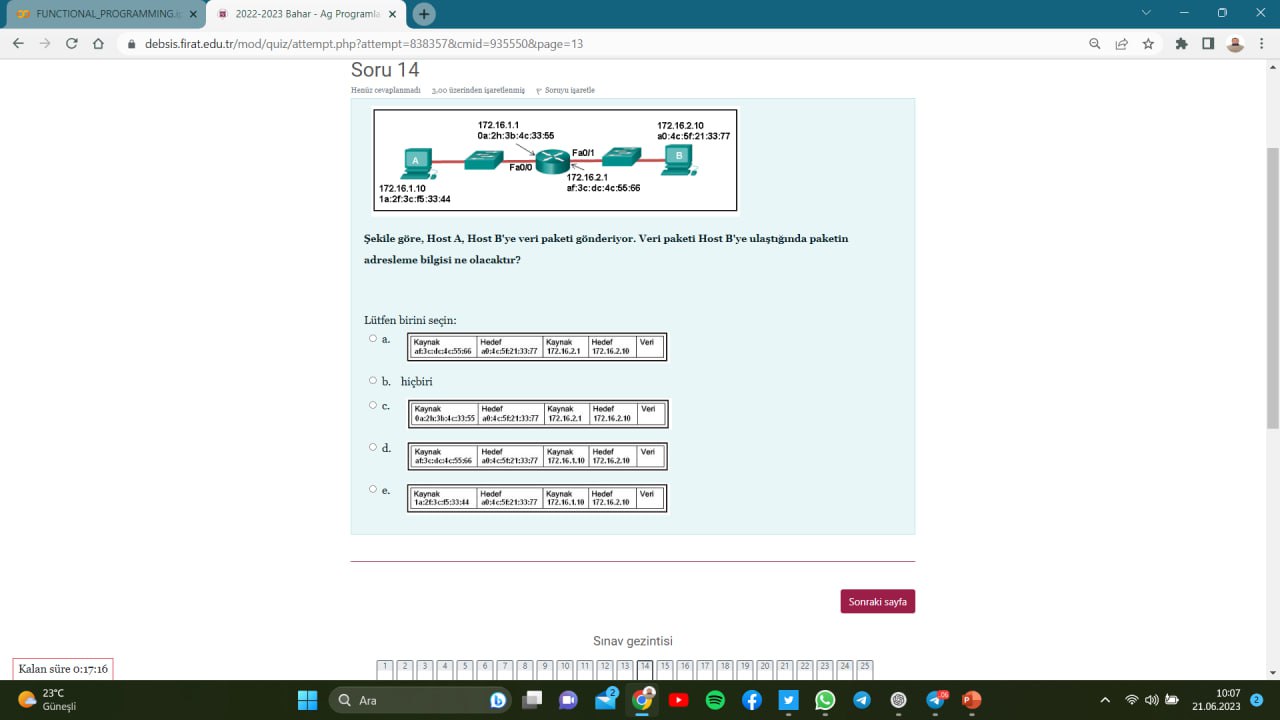 FUNCTIONAL_PROGRAMMING.i
2022-2023 Bahar - Ag Programla
debsis.firat.edu.tr/mod/quiz/attempt.php?attempt=838357&cmid=935550&page=13
Soru 14
Henüz cevaplanmadı 3,00 üzerinden işaretlenmiş Soruyu işaretle
172.16.1.1
0a:2h:3b:4c:33:55
172.16.2.10
a0:4c:5f:21:33:77
A
Fa0/0
Fa0/1
B
172.16.2.1
af:3c:dc:4c:55:66
172.16.1.10
1a:2f:3c:f5:33:44
Şekile göre, Host A, Host B'ye veri paketi gönderiyor. Veri paketi Host B'ye ulaştığında paketin
adresleme bilgisi ne olacaktır?
Lütfen birini seçin:
a. Kaynak Hedef Kaynak Hedef Veri
af:3c:dc:4c:55:66 a0:4c:5f:21:33:77 172.16.2.1 172.16.2.10
b. hiçbiri
c. Kaynak Hedef Kaynak Hedef Veri
0a:2h:3b:4c:33:55 a0:4c:5f:21:33:77 172.16.2.1 172.16.2.10
d. Kaynak Hedef Kaynak Hedef Veri
af:3c:dc:4c:55:66 a0:4c:5f:21:33:77 172.16.1.10 172.16.2.10
e. Kaynak Hedef Kaynak Hedef Veri
1a:2f:3c:f5:33:44 a0:4c:5f:21:33:77 172.16.1.10 172.16.2.10
Sonraki sayfa
Sınav gezintisi
1 2 3 4 5 6 7 8 9 10 11 12 13 14 15 16 17 18 19 20 21 22 23 24 25
Kalan süre 0:17:16
23°C
Güneşli
Ara
10:07
21.06.2023
2